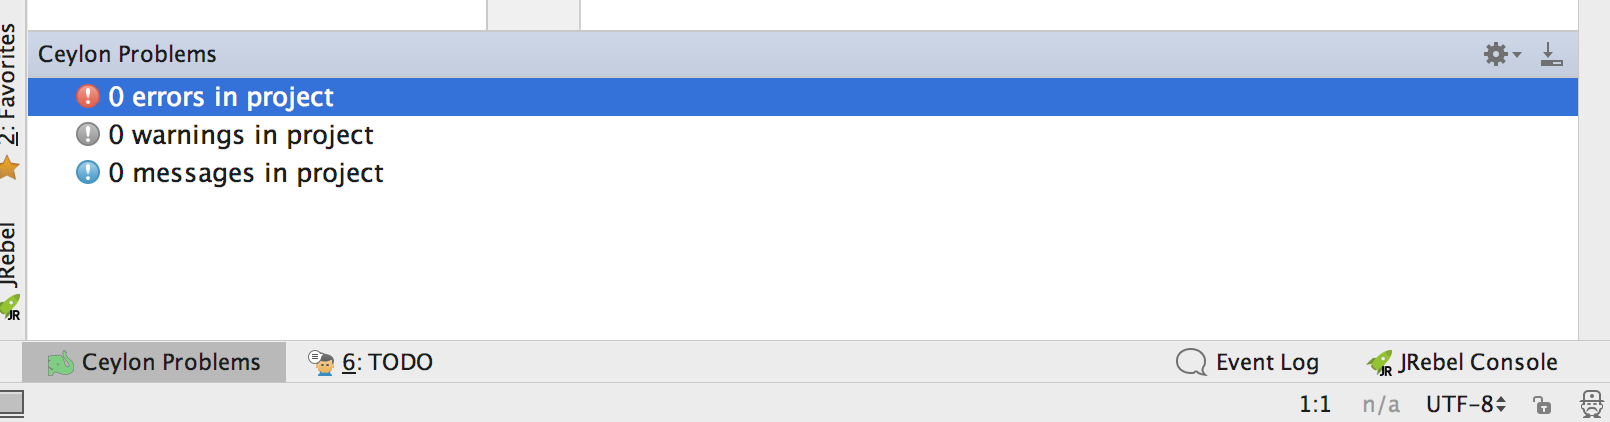 2: Favorites
JRebel
JR
Ceylon Problems
0 errors in project
0 warnings in project
0 messages in project
Ceylon Problems
6: TODO
Event Log
JR
JRebel Console
1:1
n/a
UTF-8